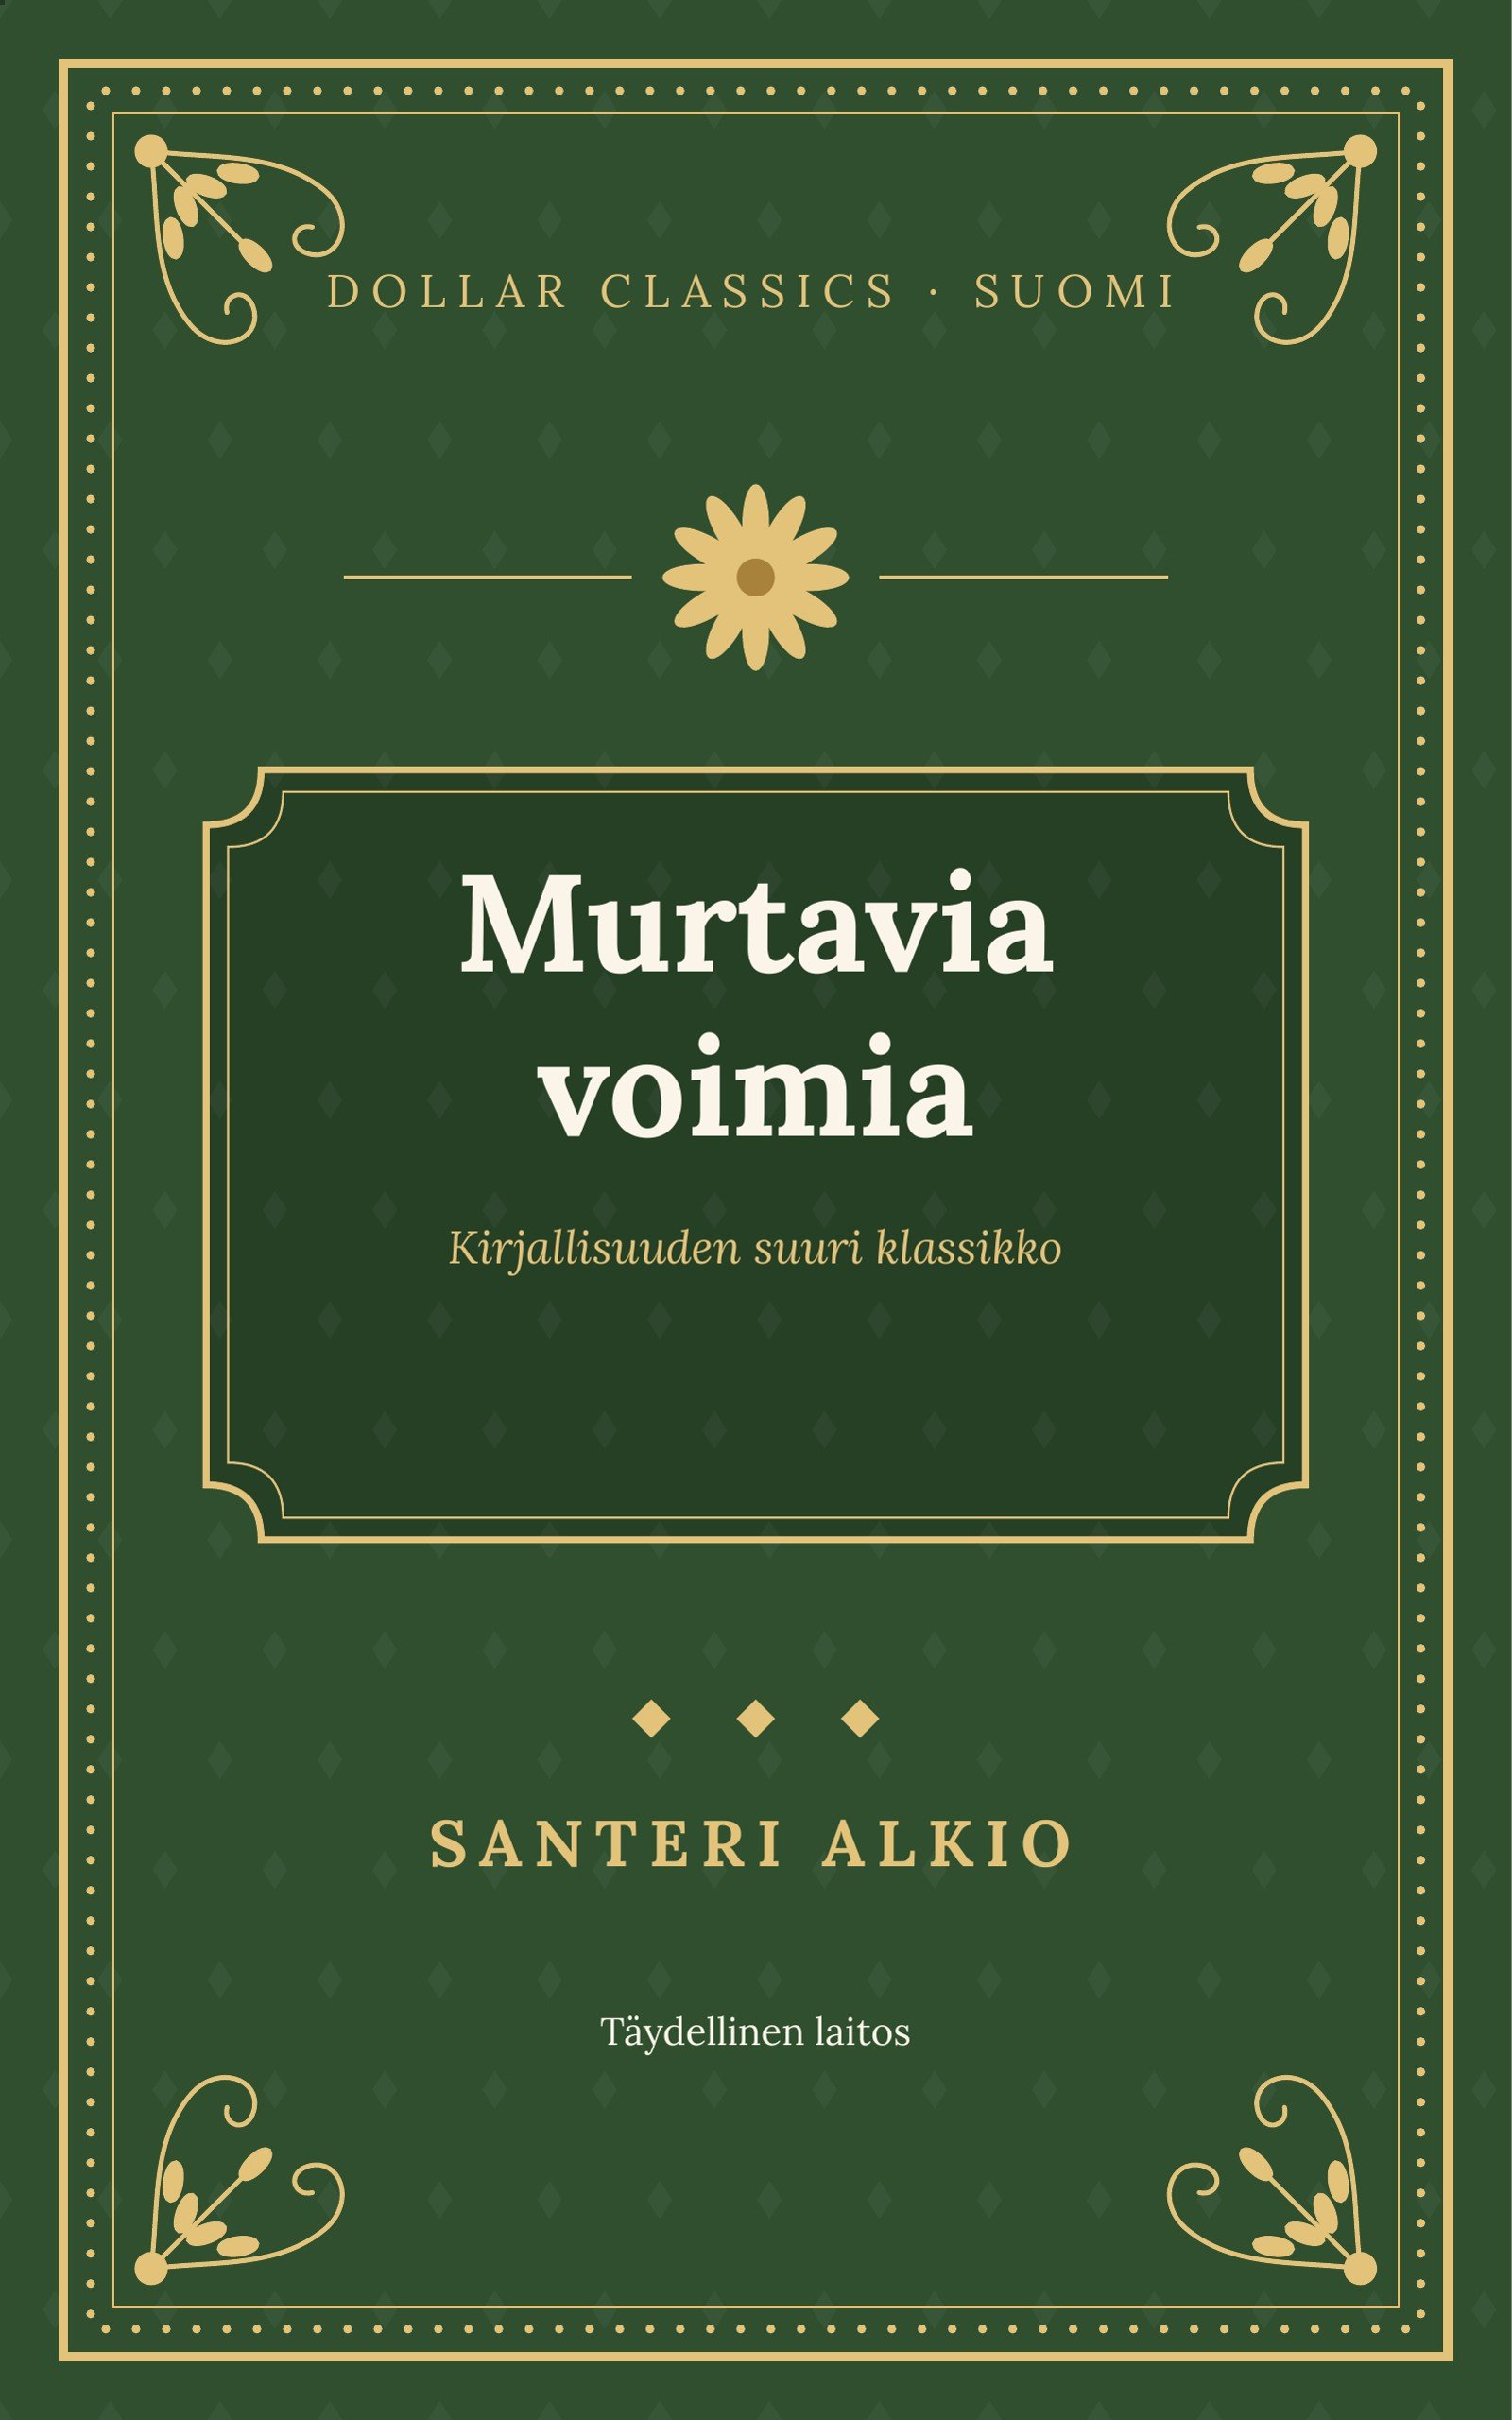 DOLLAR CLASSICS · SUOMI
Murtavia
voimia
Kirjallisuuden suuri klassikko
SANTERI ALKIO
Täydellinen laitos